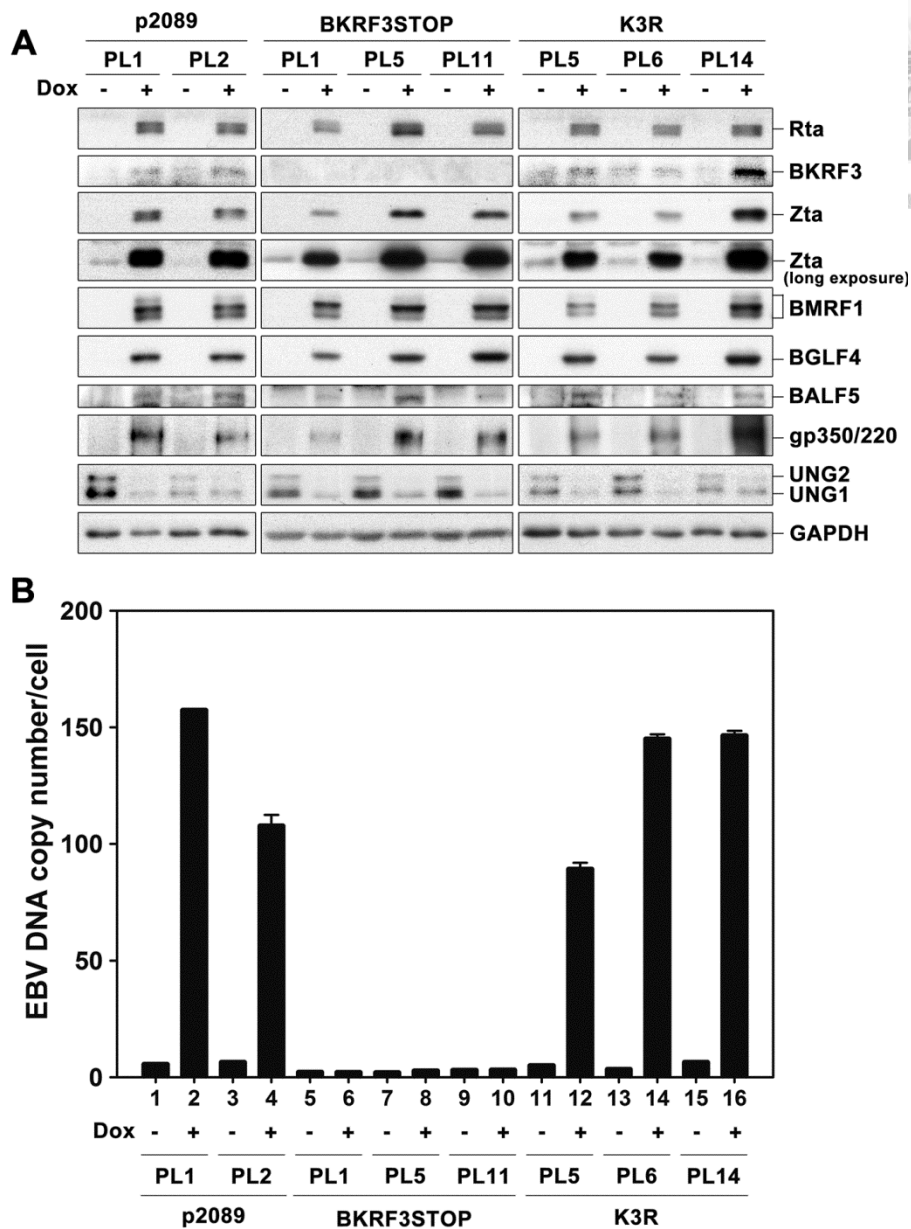 A
p2089 BKRF3STOP K3R
PL1 PL2 PL1 PL5 PL11 PL5 PL6 PL14
Dox - + - + - + - + - + - + - + - +
Rta
BKRF3
Zta
Zta
(long exposure)
BMRF1
BGLF4
BALF5
gp350/220
UNG2
UNG1
GAPDH
B
EBV DNA copy number/cell
200
150
100
50
0
1 2 3 4 5 6 7 8 9 10 11 12 13 14 15 16
Dox - + - + - + - + - + - + - + - +
PL1 PL2 PL1 PL5 PL11 PL5 PL6 PL14
p2089 BKRF3STOP K3R